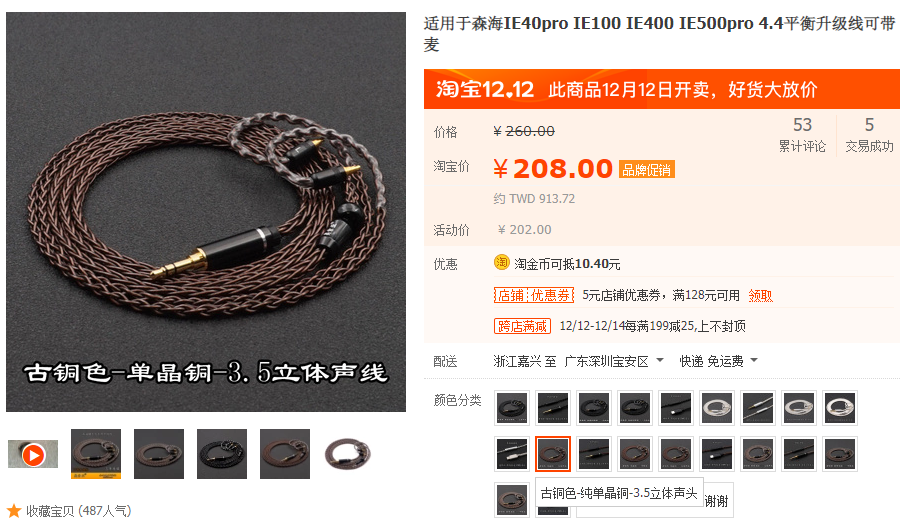 适用于森海IE40pro IE100 IE400 IE500pro 4.4平衡升级线可带
麦
淘宝12.12 此商品12月12日开卖，好货大放价
价格 ¥ 260.00
53 累计评论
5 交易成功
淘宝价 ¥ 208.00 品牌促销
约 TWD 913.72
活动价 ¥ 202.00
优惠 淘 淘金币可抵10.40元
店铺 优惠券 5元店铺优惠券，满128元可用 领取
跨店满减 12/12-12/14每满199减25,上不封顶
配送 浙江嘉兴 至 广东深圳宝安区 快递 免运费
颜色分类
古铜色-纯单晶铜-3.5立体声头
谢谢
古铜色-单晶铜-3.5立体声线
收藏宝贝 (487人气)